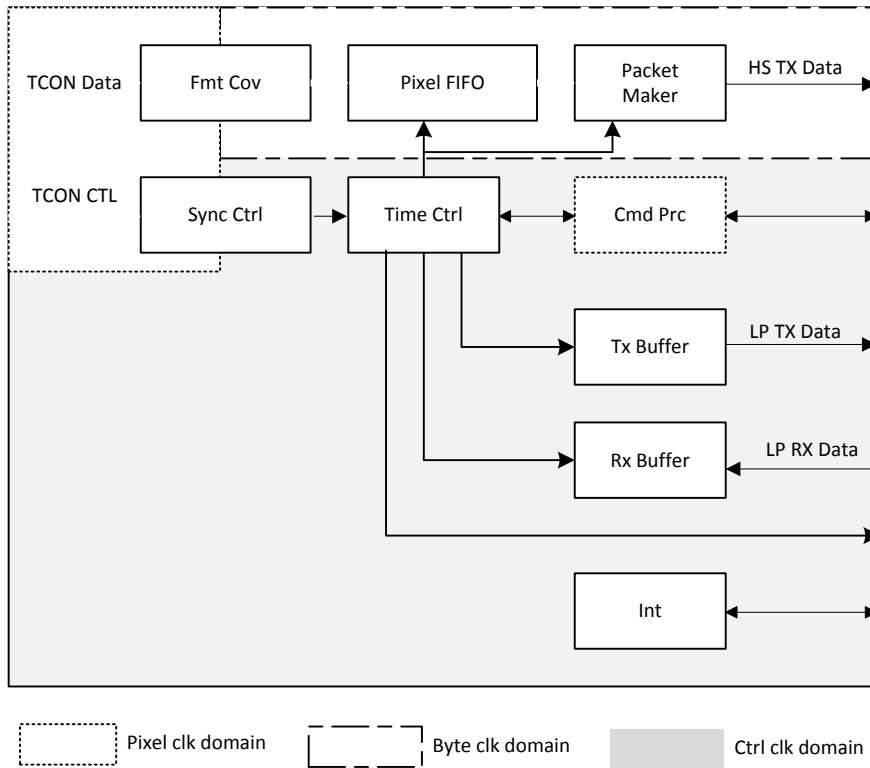 TCON Data
Fmt Cov
Pixel FIFO
Packet
Maker
HS TX Data
TCON CTL
Sync Ctrl
Time Ctrl
Cmd Prc
Tx Buffer
LP TX Data
Rx Buffer
LP RX Data
Int
Pixel clk domain
Byte clk domain
Ctrl clk domain